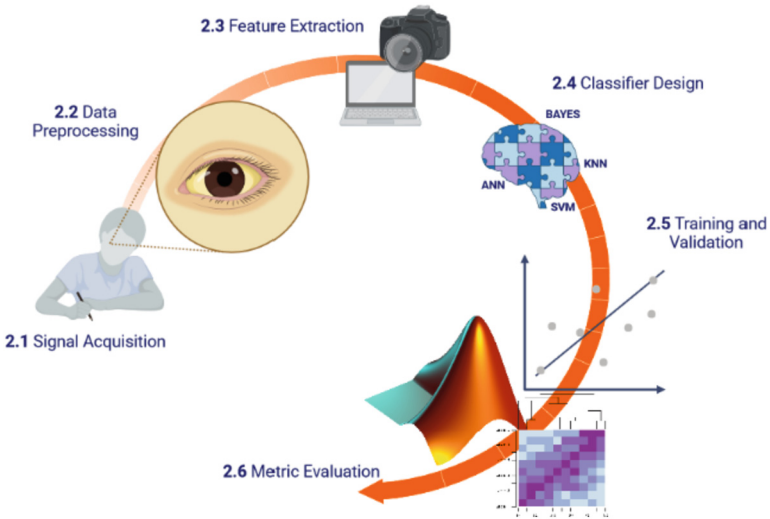 2.3 Feature Extraction
2.4 Classifier Design
2.2 Data
Preprocessing
BAYES
KNN
ANN
SVM
2.5 Training and
Validation
2.1 Signal Acquisition
2.6 Metric Evaluation